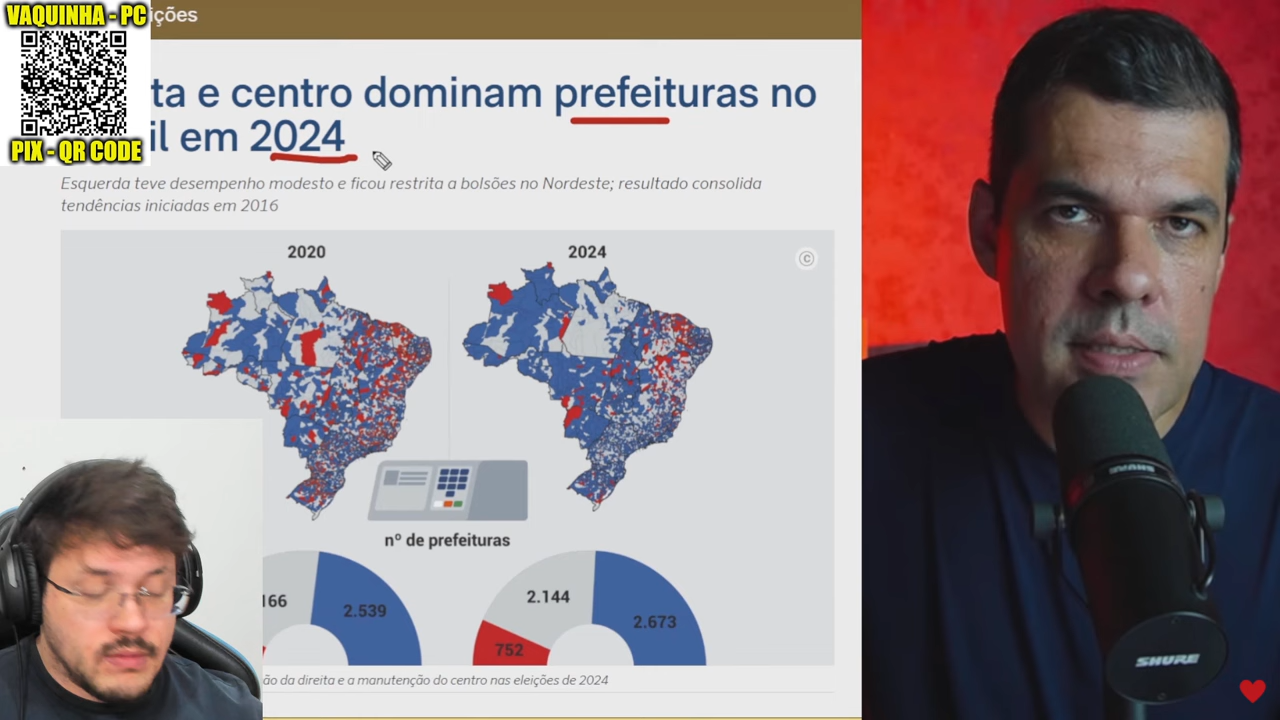 VAQUINHA - PC
PIX - QR CODE
ições
ta e centro dominam prefeituras no
il em 2024
Esquerda teve desempenho modesto e ficou restrita a bolsões no Nordeste; resultado consolida
tendências iniciadas em 2016
2020
2024
©
nº de prefeituras
166
2.539
2.144
2.673
752
ão da direita e a manutenção do centro nas eleições de 2024
SHURE
SHURE